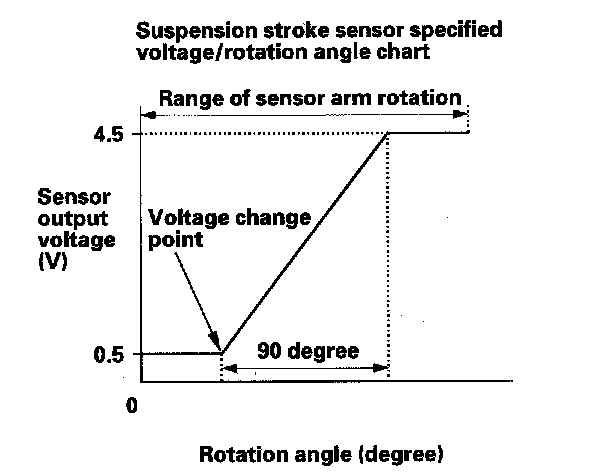 Suspension stroke sensor specified
voltage/rotation angle chart
Range of sensor arm rotation
4.5
Sensor
output
voltage
(V)
Voltage change
point
0.5
90 degree
0
Rotation angle (degree)